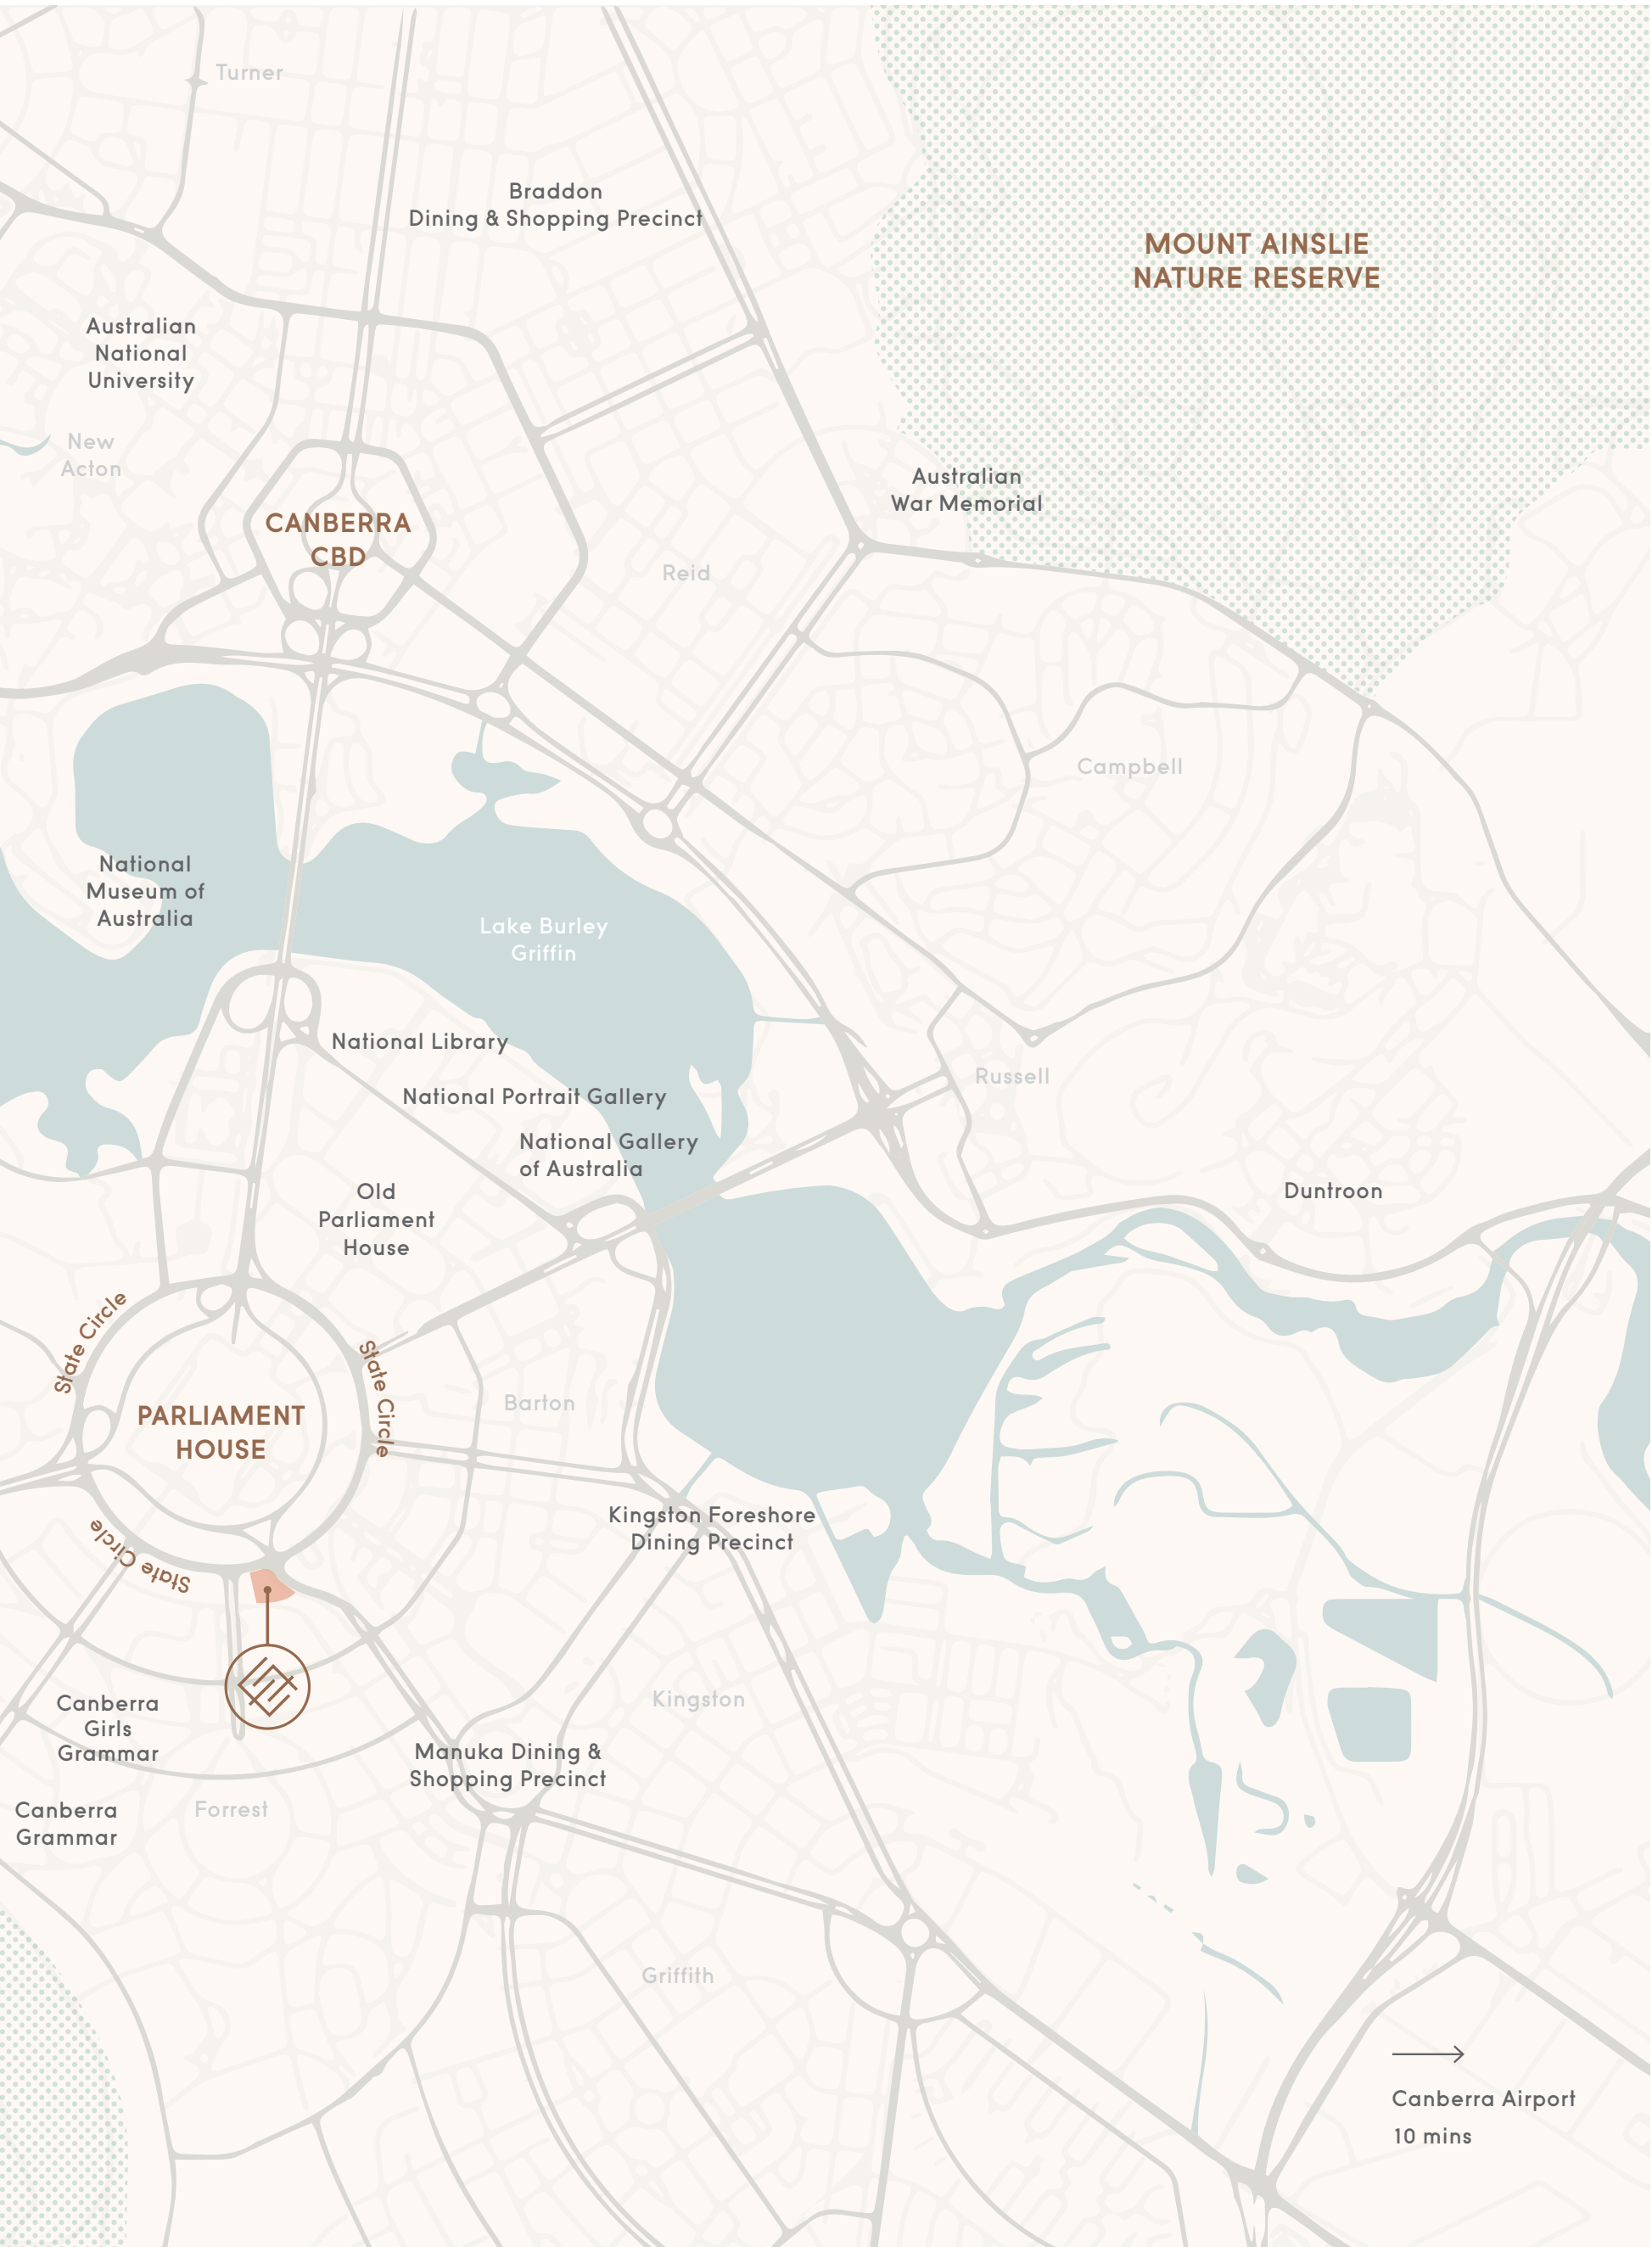 Turner
Braddon
Dining & Shopping Precinct
MOUNT AINSLIE
NATURE RESERVE
Australian
National
University
New
Acton
Australian
War Memorial
CANBERRA
CBD
Reid
Campbell
National
Museum of
Australia
Lake Burley
Griffin
National Library
Russell
National Portrait Gallery
National Gallery
of Australia
Old
Parliament
House
Duntroon
State Circle
State Circle
PARLIAMENT
HOUSE
Barton
Kingston Foreshore
Dining Precinct
State Circle
Canberra
Girls
Grammar
Kingston
Manuka Dining &
Shopping Precinct
Canberra
Grammar
Forrest
Griffith
Canberra Airport
10 mins